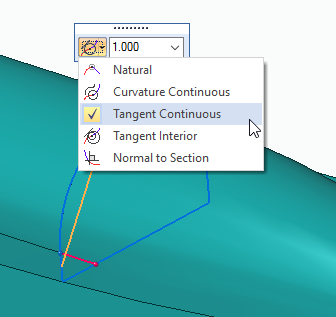 1.000
Natural
Curvature Continuous
Tangent Continuous
Tangent Interior
Normal to Section